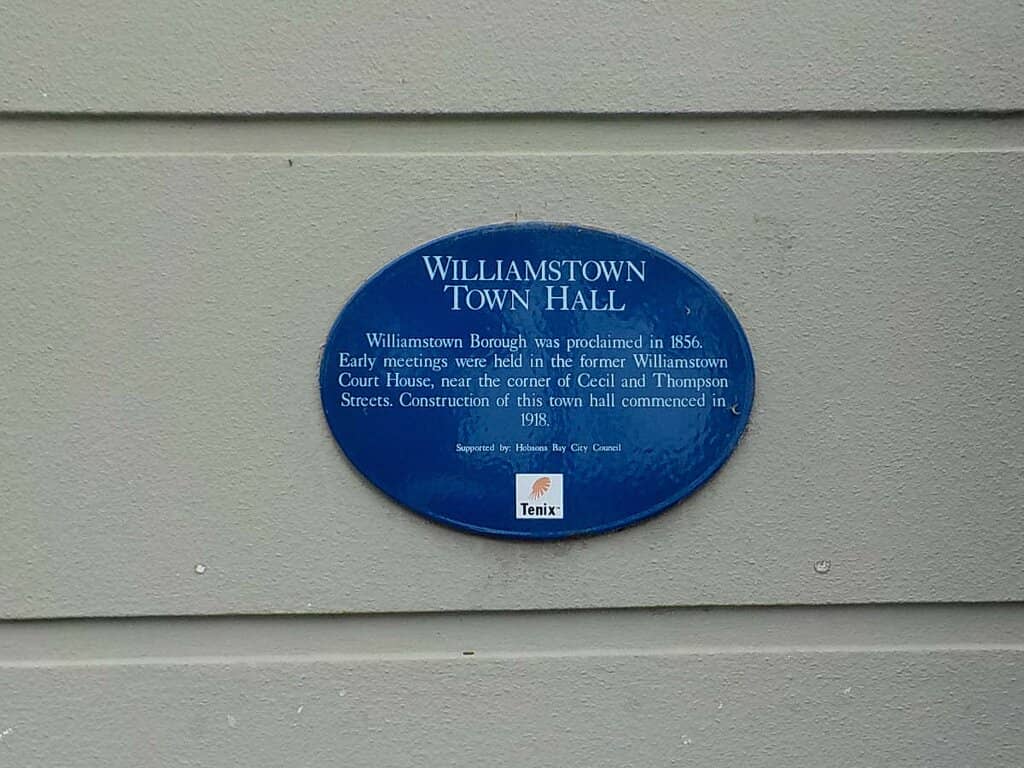 WILLIAMSTOWN
TOWN HALL
Williamstown Borough was proclaimed in 1856.
Early meetings were held in the former Williamstown
Court House, near the corner of Cecil and Thompson
Streets. Construction of this town hall commenced in
1918.
Supported by: Hobsons Bay City Council
Tenix™